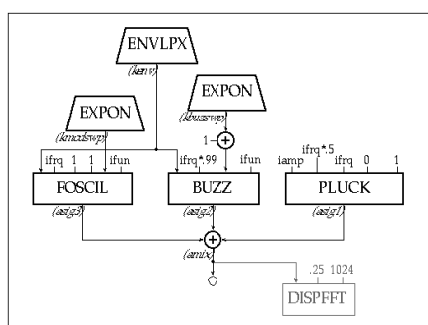 ENVLPX
(kenv)
EXPON
(kmodswp)
EXPON
(kbuzzswp)
1
+
ifrq 1 1 ifun
ifrq*.99 ifun
iamp ifrq*.5 ifrq 0 1
FOSCIL
BUZZ
PLUCK
(asig3)
(asig2)
(asig1)
+
(amix)
.25 1024
DISPFFT